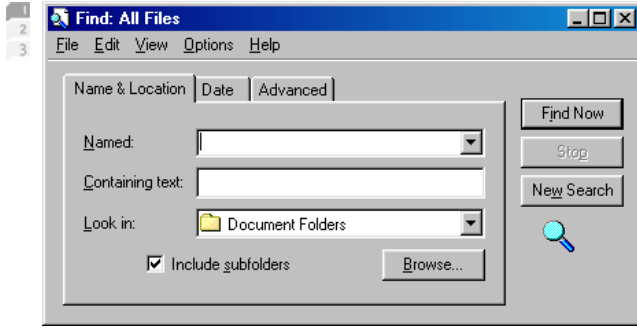 1
2
3
Find: All Files
File Edit View Options Help
Name & Location Date Advanced
Find Now
Named:
Stop
Containing text:
New Search
Look in: Document Folders
Include subfolders Browse...